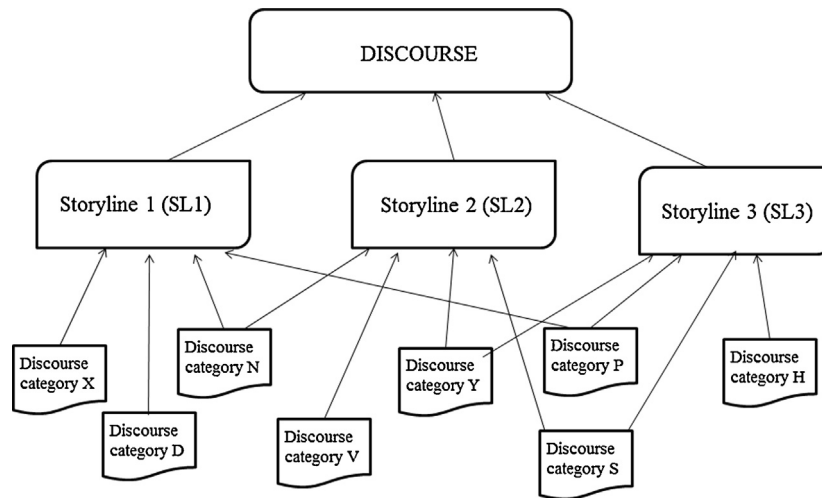 DISCOURSE
Storyline 1 (SL1)
Storyline 2 (SL2)
Storyline 3 (SL3)
Discourse
category X
Discourse
category N
Discourse
category Y
Discourse
category P
Discourse
category H
Discourse
category D
Discourse
category V
Discourse
category S